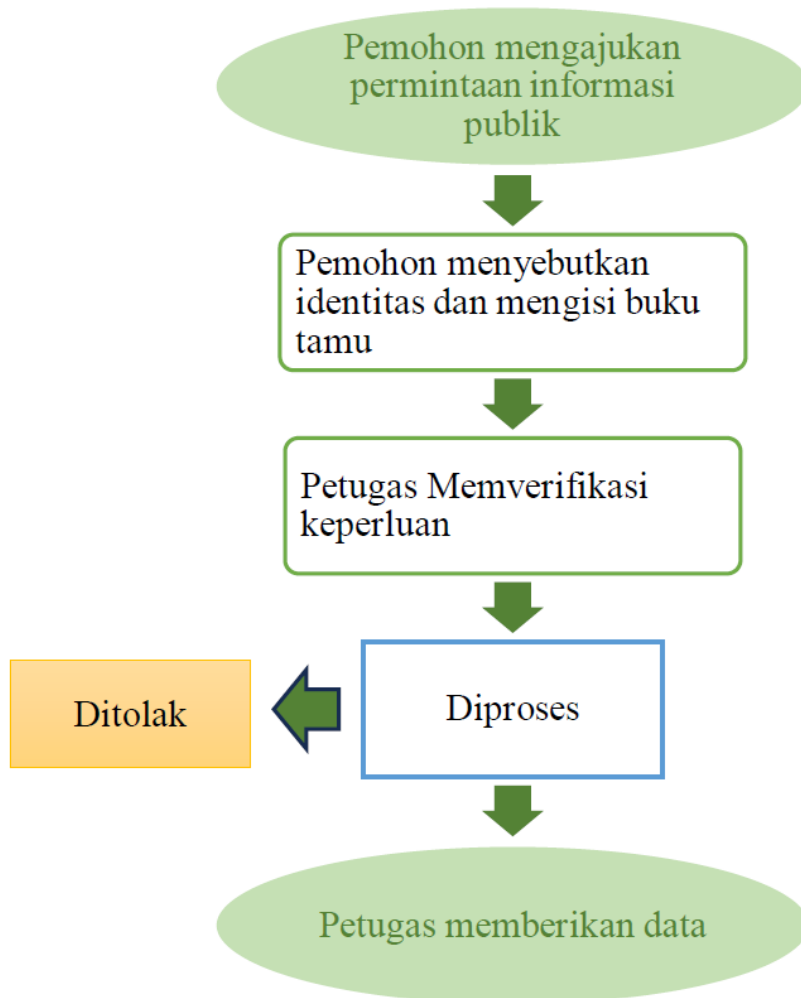 Pemohon mengajukan
permintaan informasi
publik
Pemohon menyebutkan
identitas dan mengisi buku
tamu
Petugas Memverifikasi
keperluan
Ditolak
Diproses
Petugas memberikan data